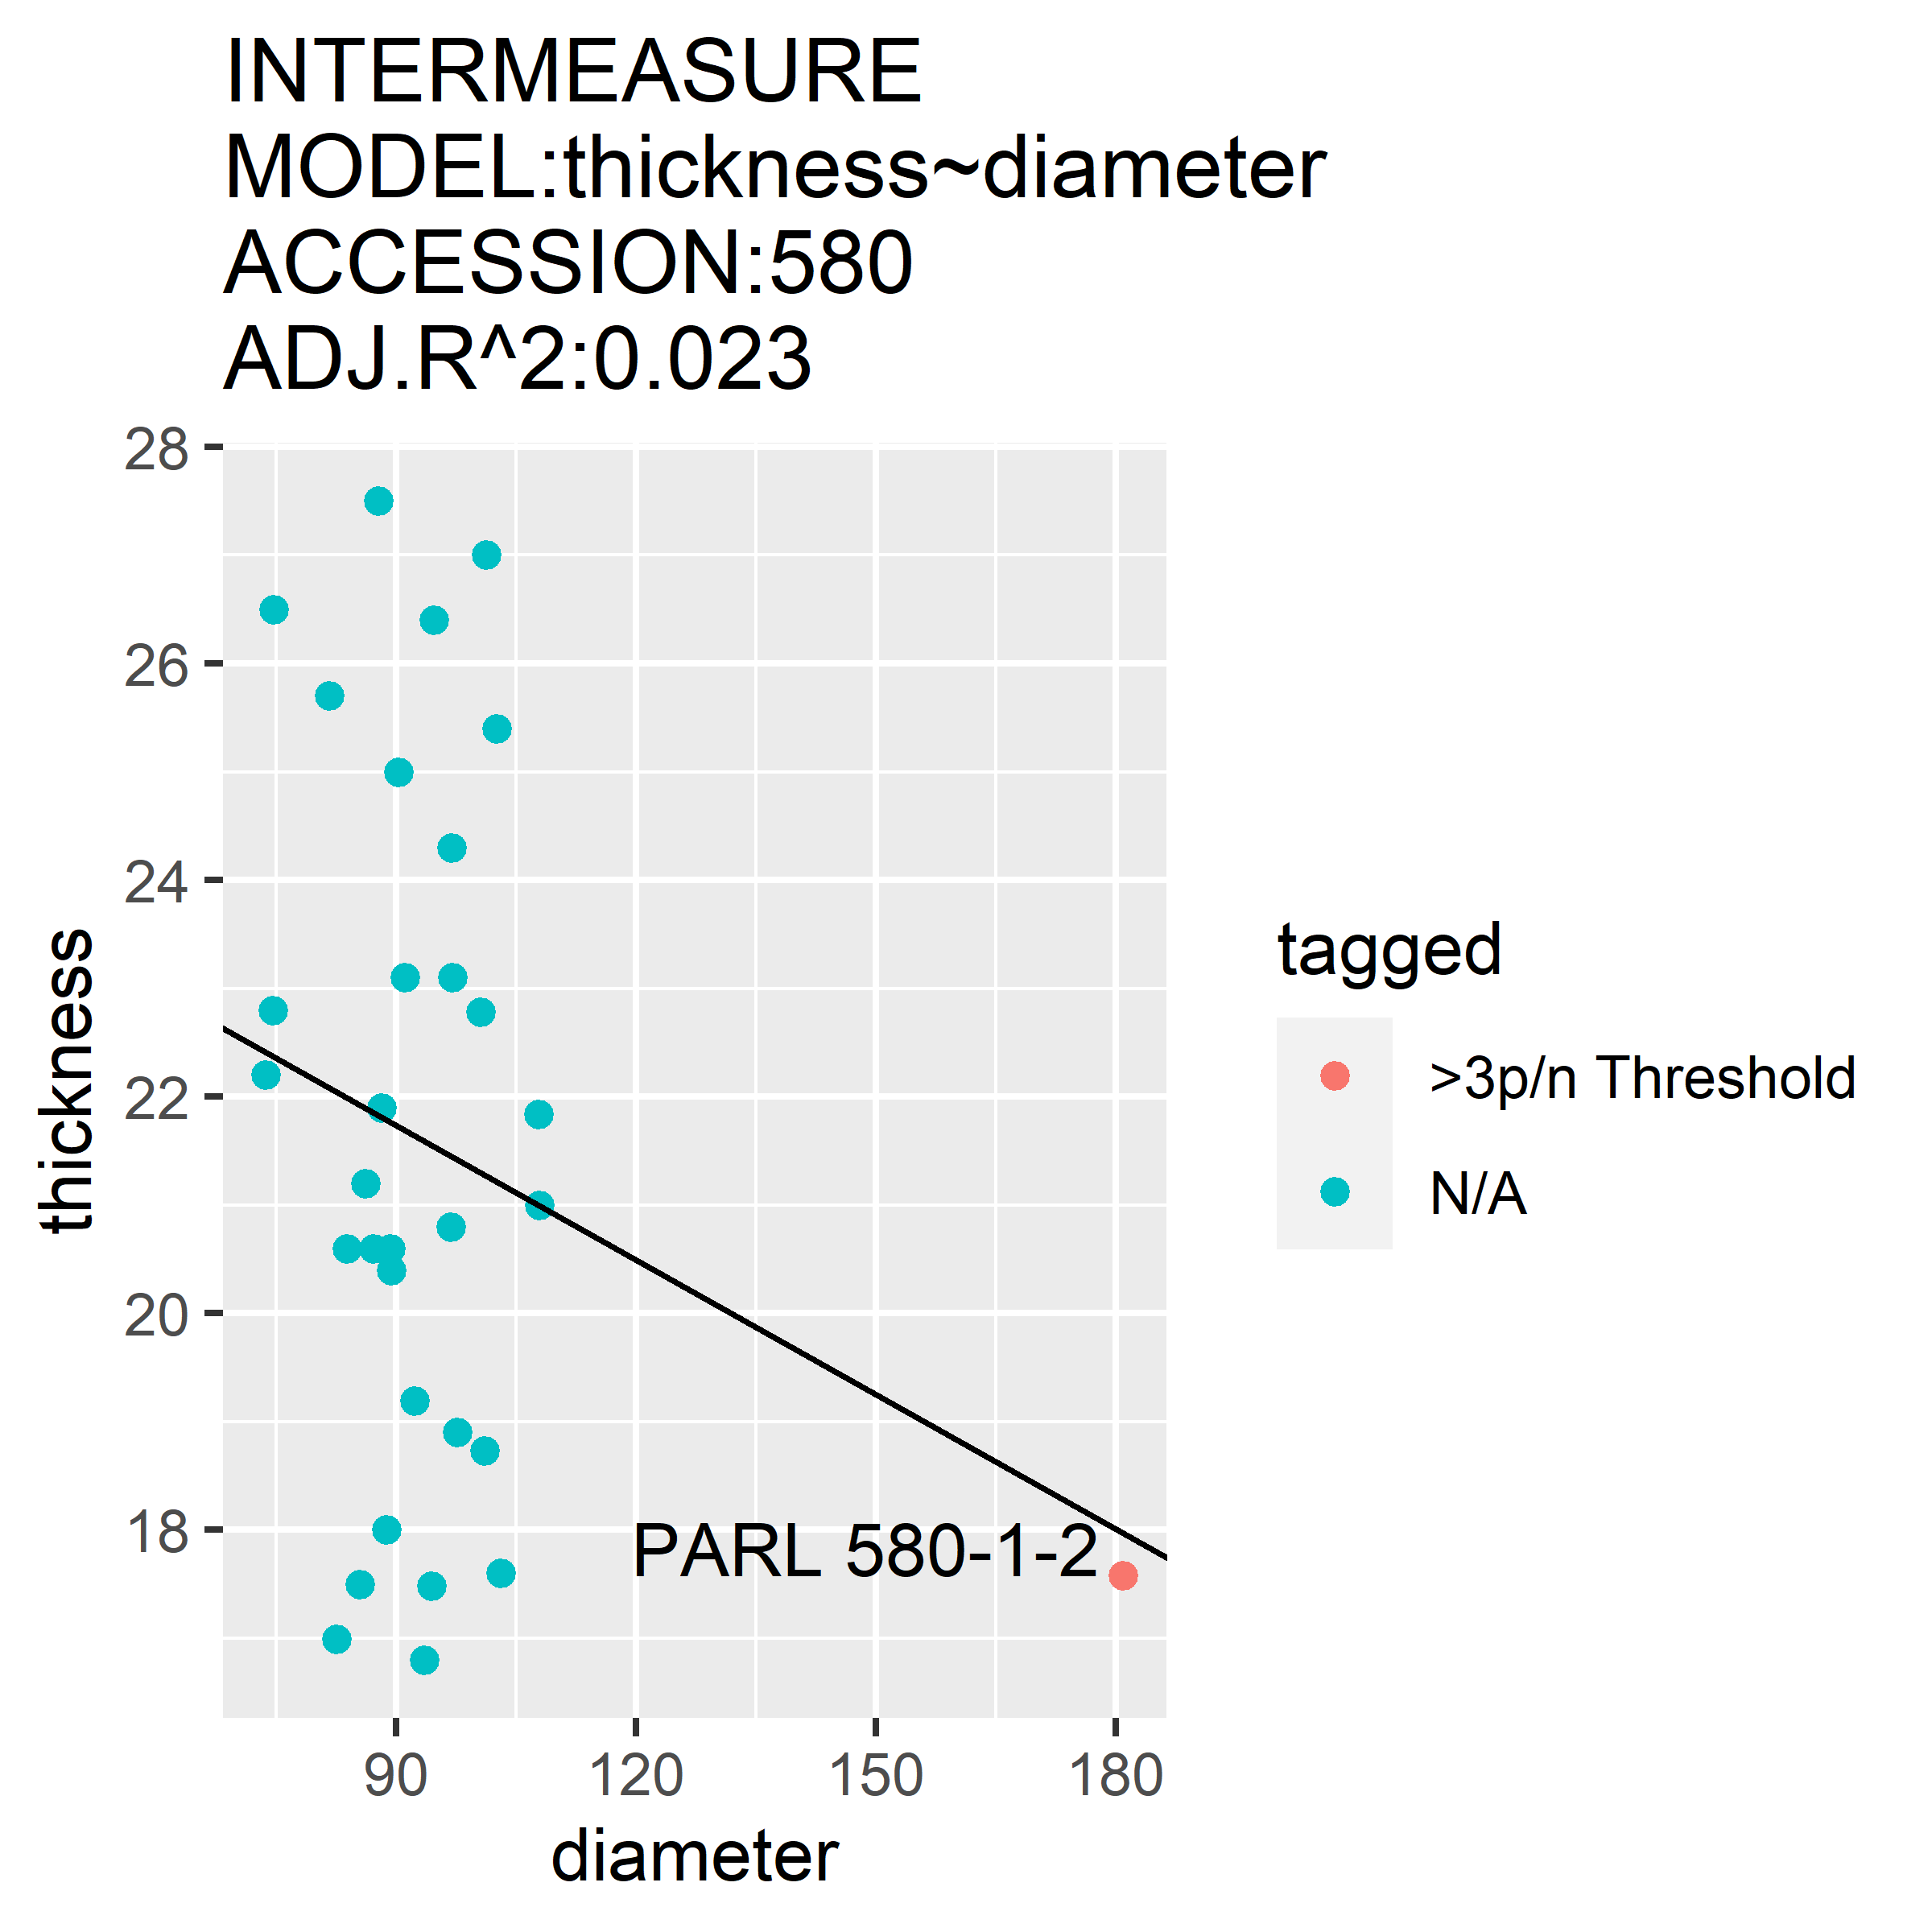 INTERMEASURE
MODEL:thickness~diameter
ACCESSION:580
ADJ.R^2:0.023
28
26
24
22
20
18
thickness
PARL 580-1-2
90 120 150 180
diameter
tagged
>3p/n Threshold
N/A